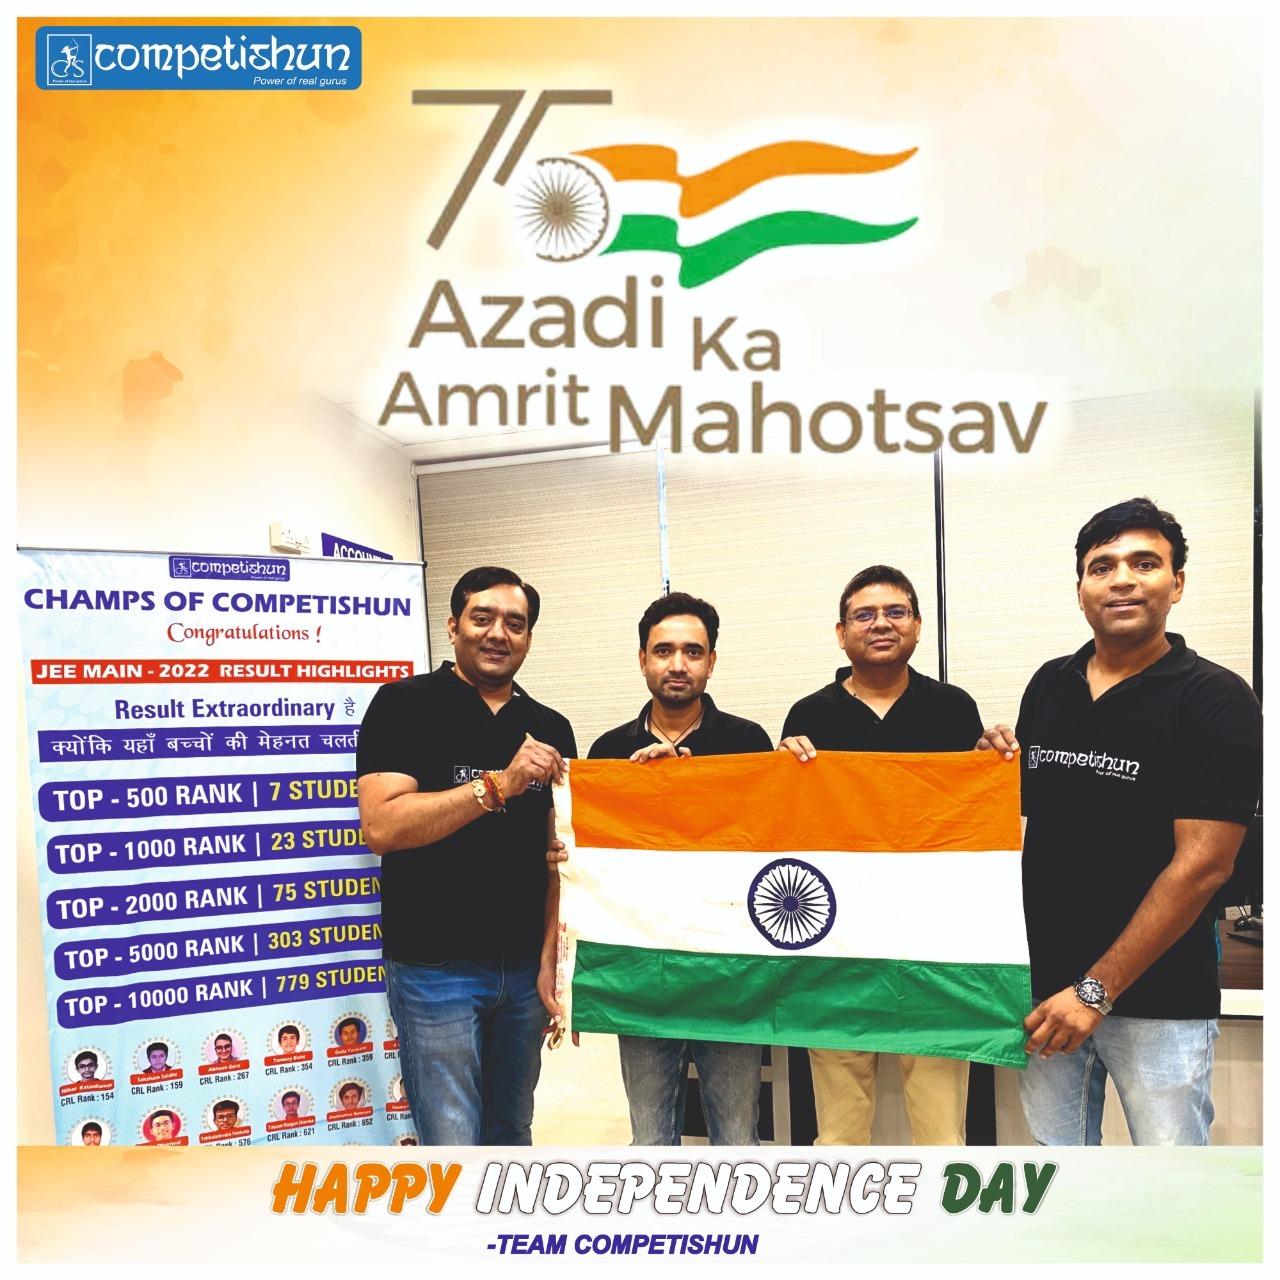 competishun
Power of real gurus
75
Azadi
Ka
Amrit
Mahotsav
competishun
CHAMPS OF COMPETISHUN
Congratulations !
JEE MAIN - 2022 RESULT HIGHLIGHTS
Result Extraordinary है
क्योंकि यहाँ बच्चों की मेहनत
TOP - 500 RANK | 7
TOP - 1000 RANK | 23
TOP - 2000 RANK | 75
TOP - 5000 RANK | 303
TOP - 10000 RANK | 779
CRL Rank : 154
CRL Rank : 159
CRL Rank : 267
CRL Rank : 354
CRL Rank : 359
CRL Rank : 621
CRL Rank : 652
competishun
HAPPY INDEPENDENCE DAY
-TEAM COMPETISHUN